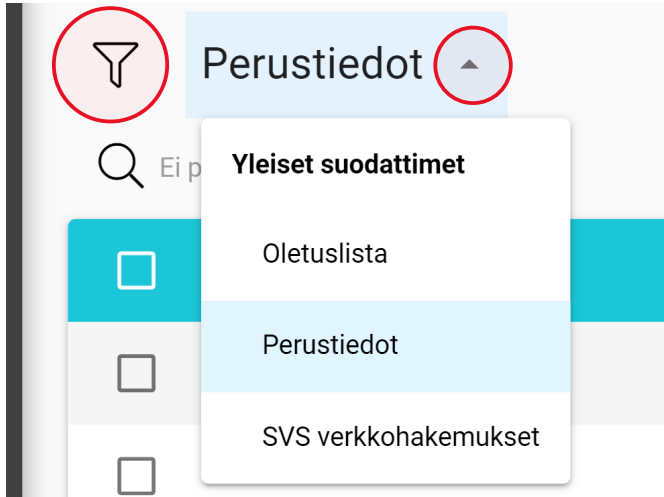 Perustiedot
Ei p
Yleiset suodattimet
Oletuslista
Perustiedot
SVS verkkohakemukset